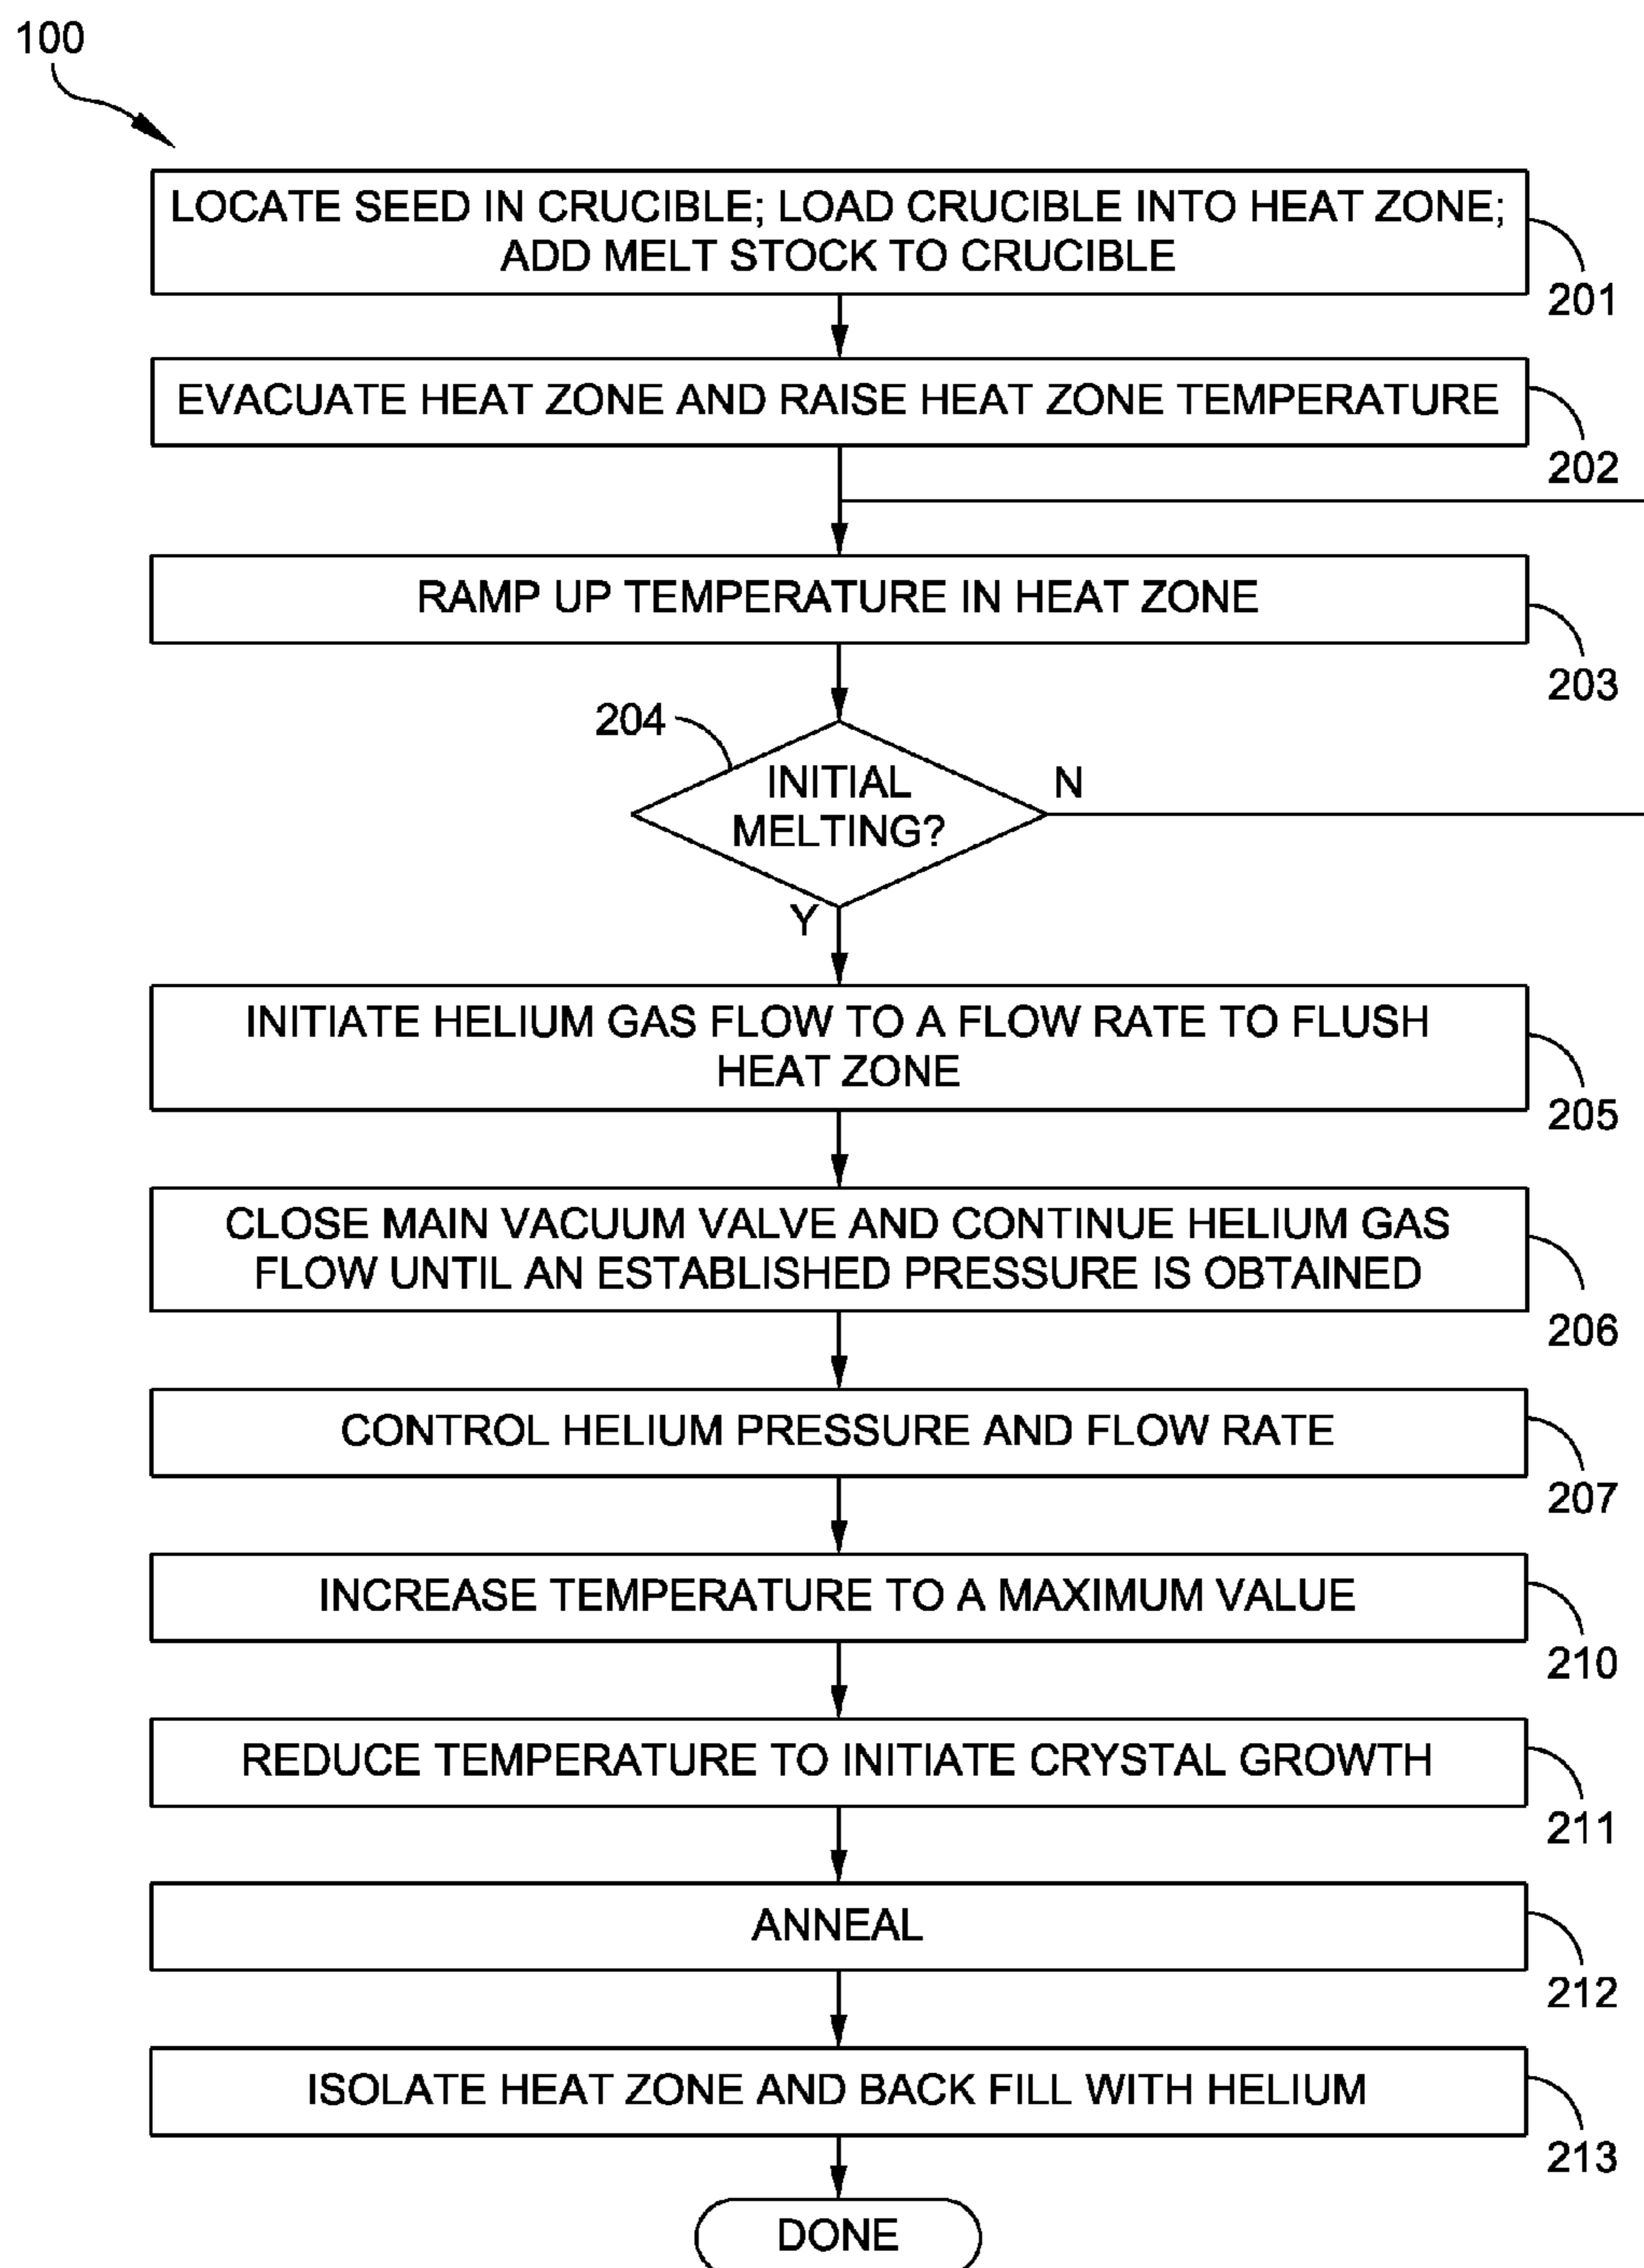 100
LOCATE SEED IN CRUCIBLE; LOAD CRUCIBLE INTO HEAT ZONE;
ADD MELT STOCK TO CRUCIBLE
201
EVACUATE HEAT ZONE AND RAISE HEAT ZONE TEMPERATURE
202
RAMP UP TEMPERATURE IN HEAT ZONE
203
204
INITIAL
MELTING?
N
Y
INITIATE HELIUM GAS FLOW TO A FLOW RATE TO FLUSH
HEAT ZONE
205
CLOSE MAIN VACUUM VALVE AND CONTINUE HELIUM GAS
FLOW UNTIL AN ESTABLISHED PRESSURE IS OBTAINED
206
CONTROL HELIUM PRESSURE AND FLOW RATE
207
INCREASE TEMPERATURE TO A MAXIMUM VALUE
210
REDUCE TEMPERATURE TO INITIATE CRYSTAL GROWTH
211
ANNEAL
212
ISOLATE HEAT ZONE AND BACK FILL WITH HELIUM
213
DONE